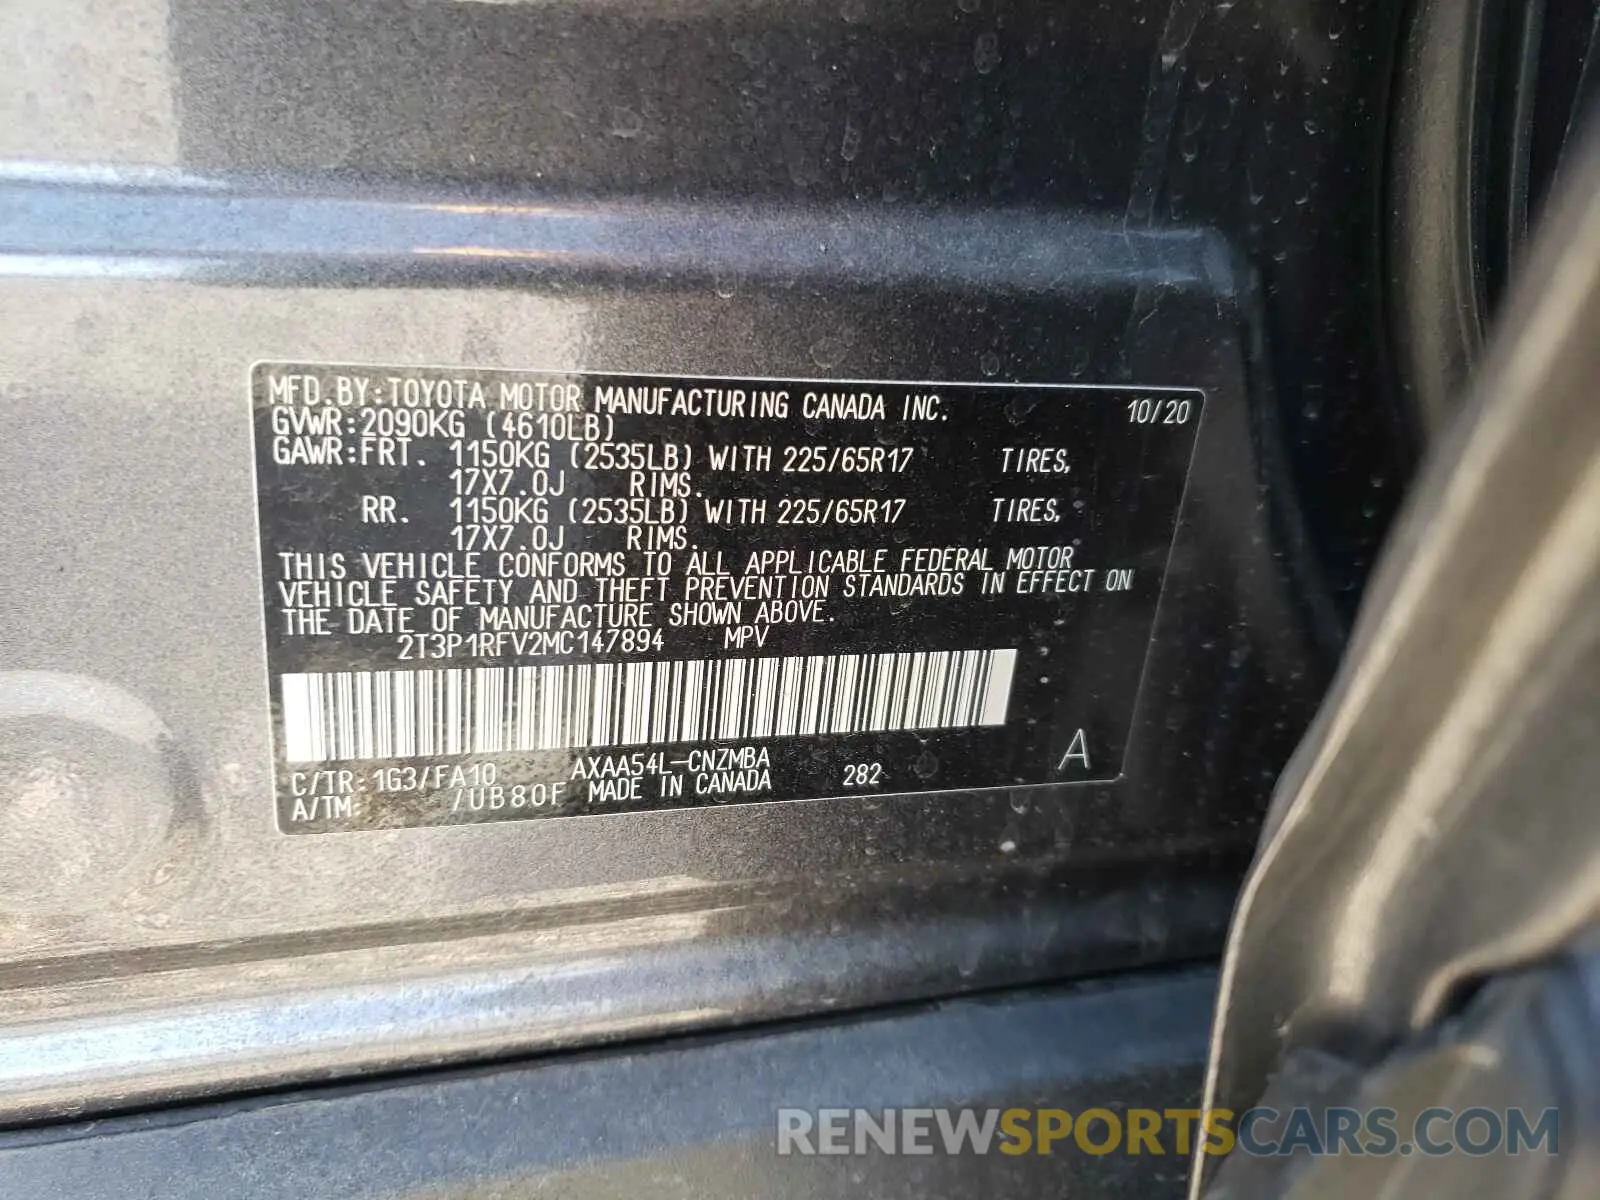 MFD.BY:TOYOTA MOTOR MANUFACTURING CANADA INC. 10/20
GVWR:2090KG (4610LB)
GAWR:FRT. 1150KG (2535LB) WITH 225/65R17 TIRES,
17X7.0J RIMS.
RR. 1150KG (2535LB) WITH 225/65R17 TIRES,
17X7.0J RIMS.
THIS VEHICLE CONFORMS TO ALL APPLICABLE FEDERAL MOTOR
VEHICLE SAFETY AND THEFT PREVENTION STANDARDS IN EFFECT ON
THE DATE OF MANUFACTURE SHOWN ABOVE.
2T3P1RFV2MC147894 MPV
C/TR:1G3/FA10 AXAA54L-CNZMBA 282 A
A/TM: /UB80F MADE IN CANADA
RENEWSPORTSCARS.COM